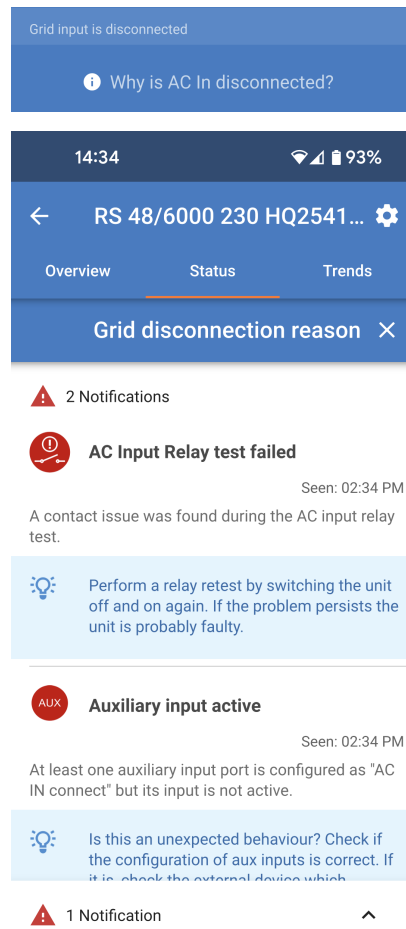 Grid input is disconnected
Why is AC In disconnected?
14:34
93%
RS 48/6000 230 HQ2541...
Overview
Status
Trends
Grid disconnection reason
2 Notifications
AC Input Relay test failed
Seen: 02:34 PM
A contact issue was found during the AC input relay
test.
Perform a relay retest by switching the unit
off and on again. If the problem persists the
unit is probably faulty.
AUX
Auxiliary input active
Seen: 02:34 PM
At least one auxiliary input port is configured as "AC
IN connect" but its input is not active.
Is this an unexpected behaviour? Check if
the configuration of aux inputs is correct. If
it is, check the external device which
1 Notification